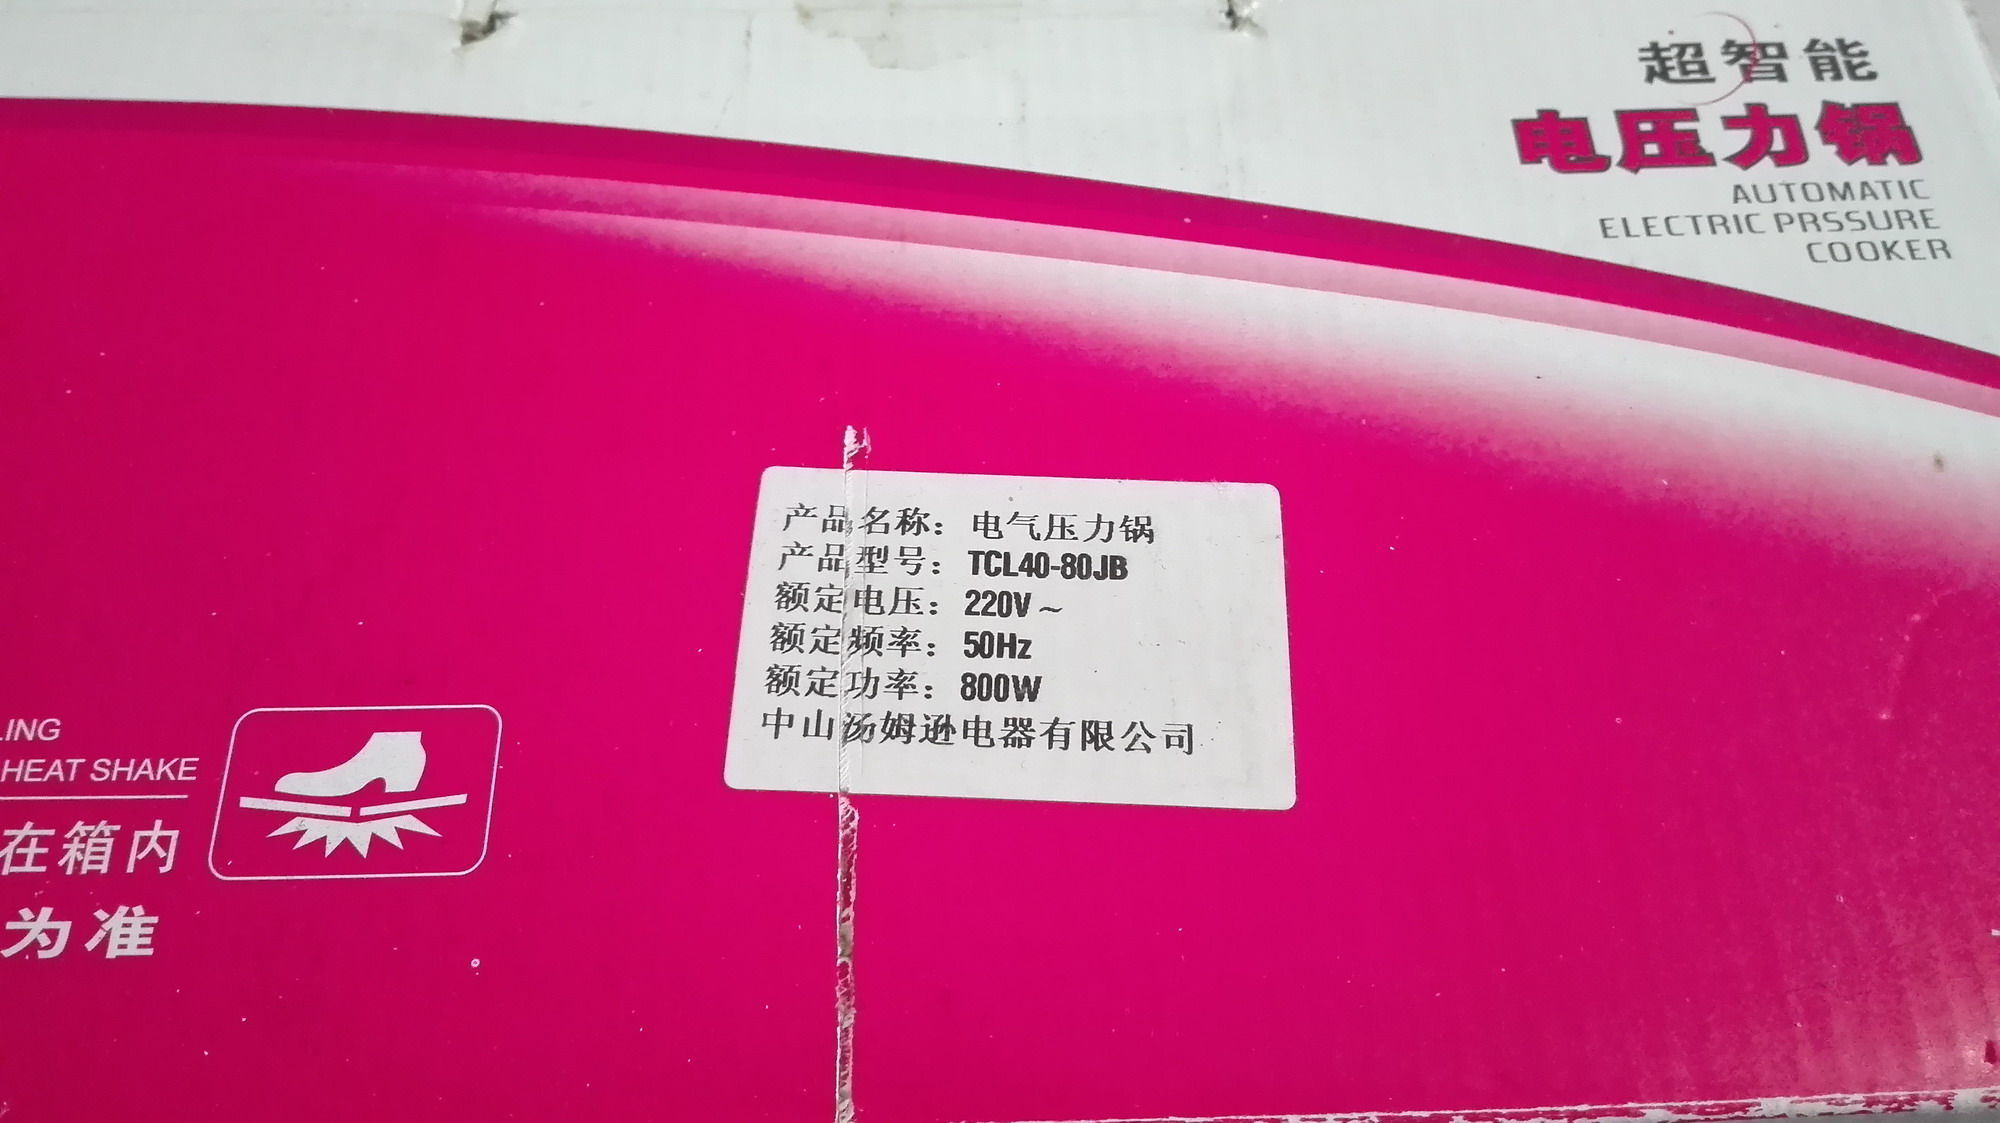 超智能
电压力锅
AUTOMATIC
ELECTRIC PRSSURE
COOKER
产品名称：电气压力锅
产品型号：TCL40-80JB
额定电压：220V～
额定频率：50Hz
额定功率：800W
中山汤姆逊电器有限公司
LING
HEAT SHAKE
在箱内
为准